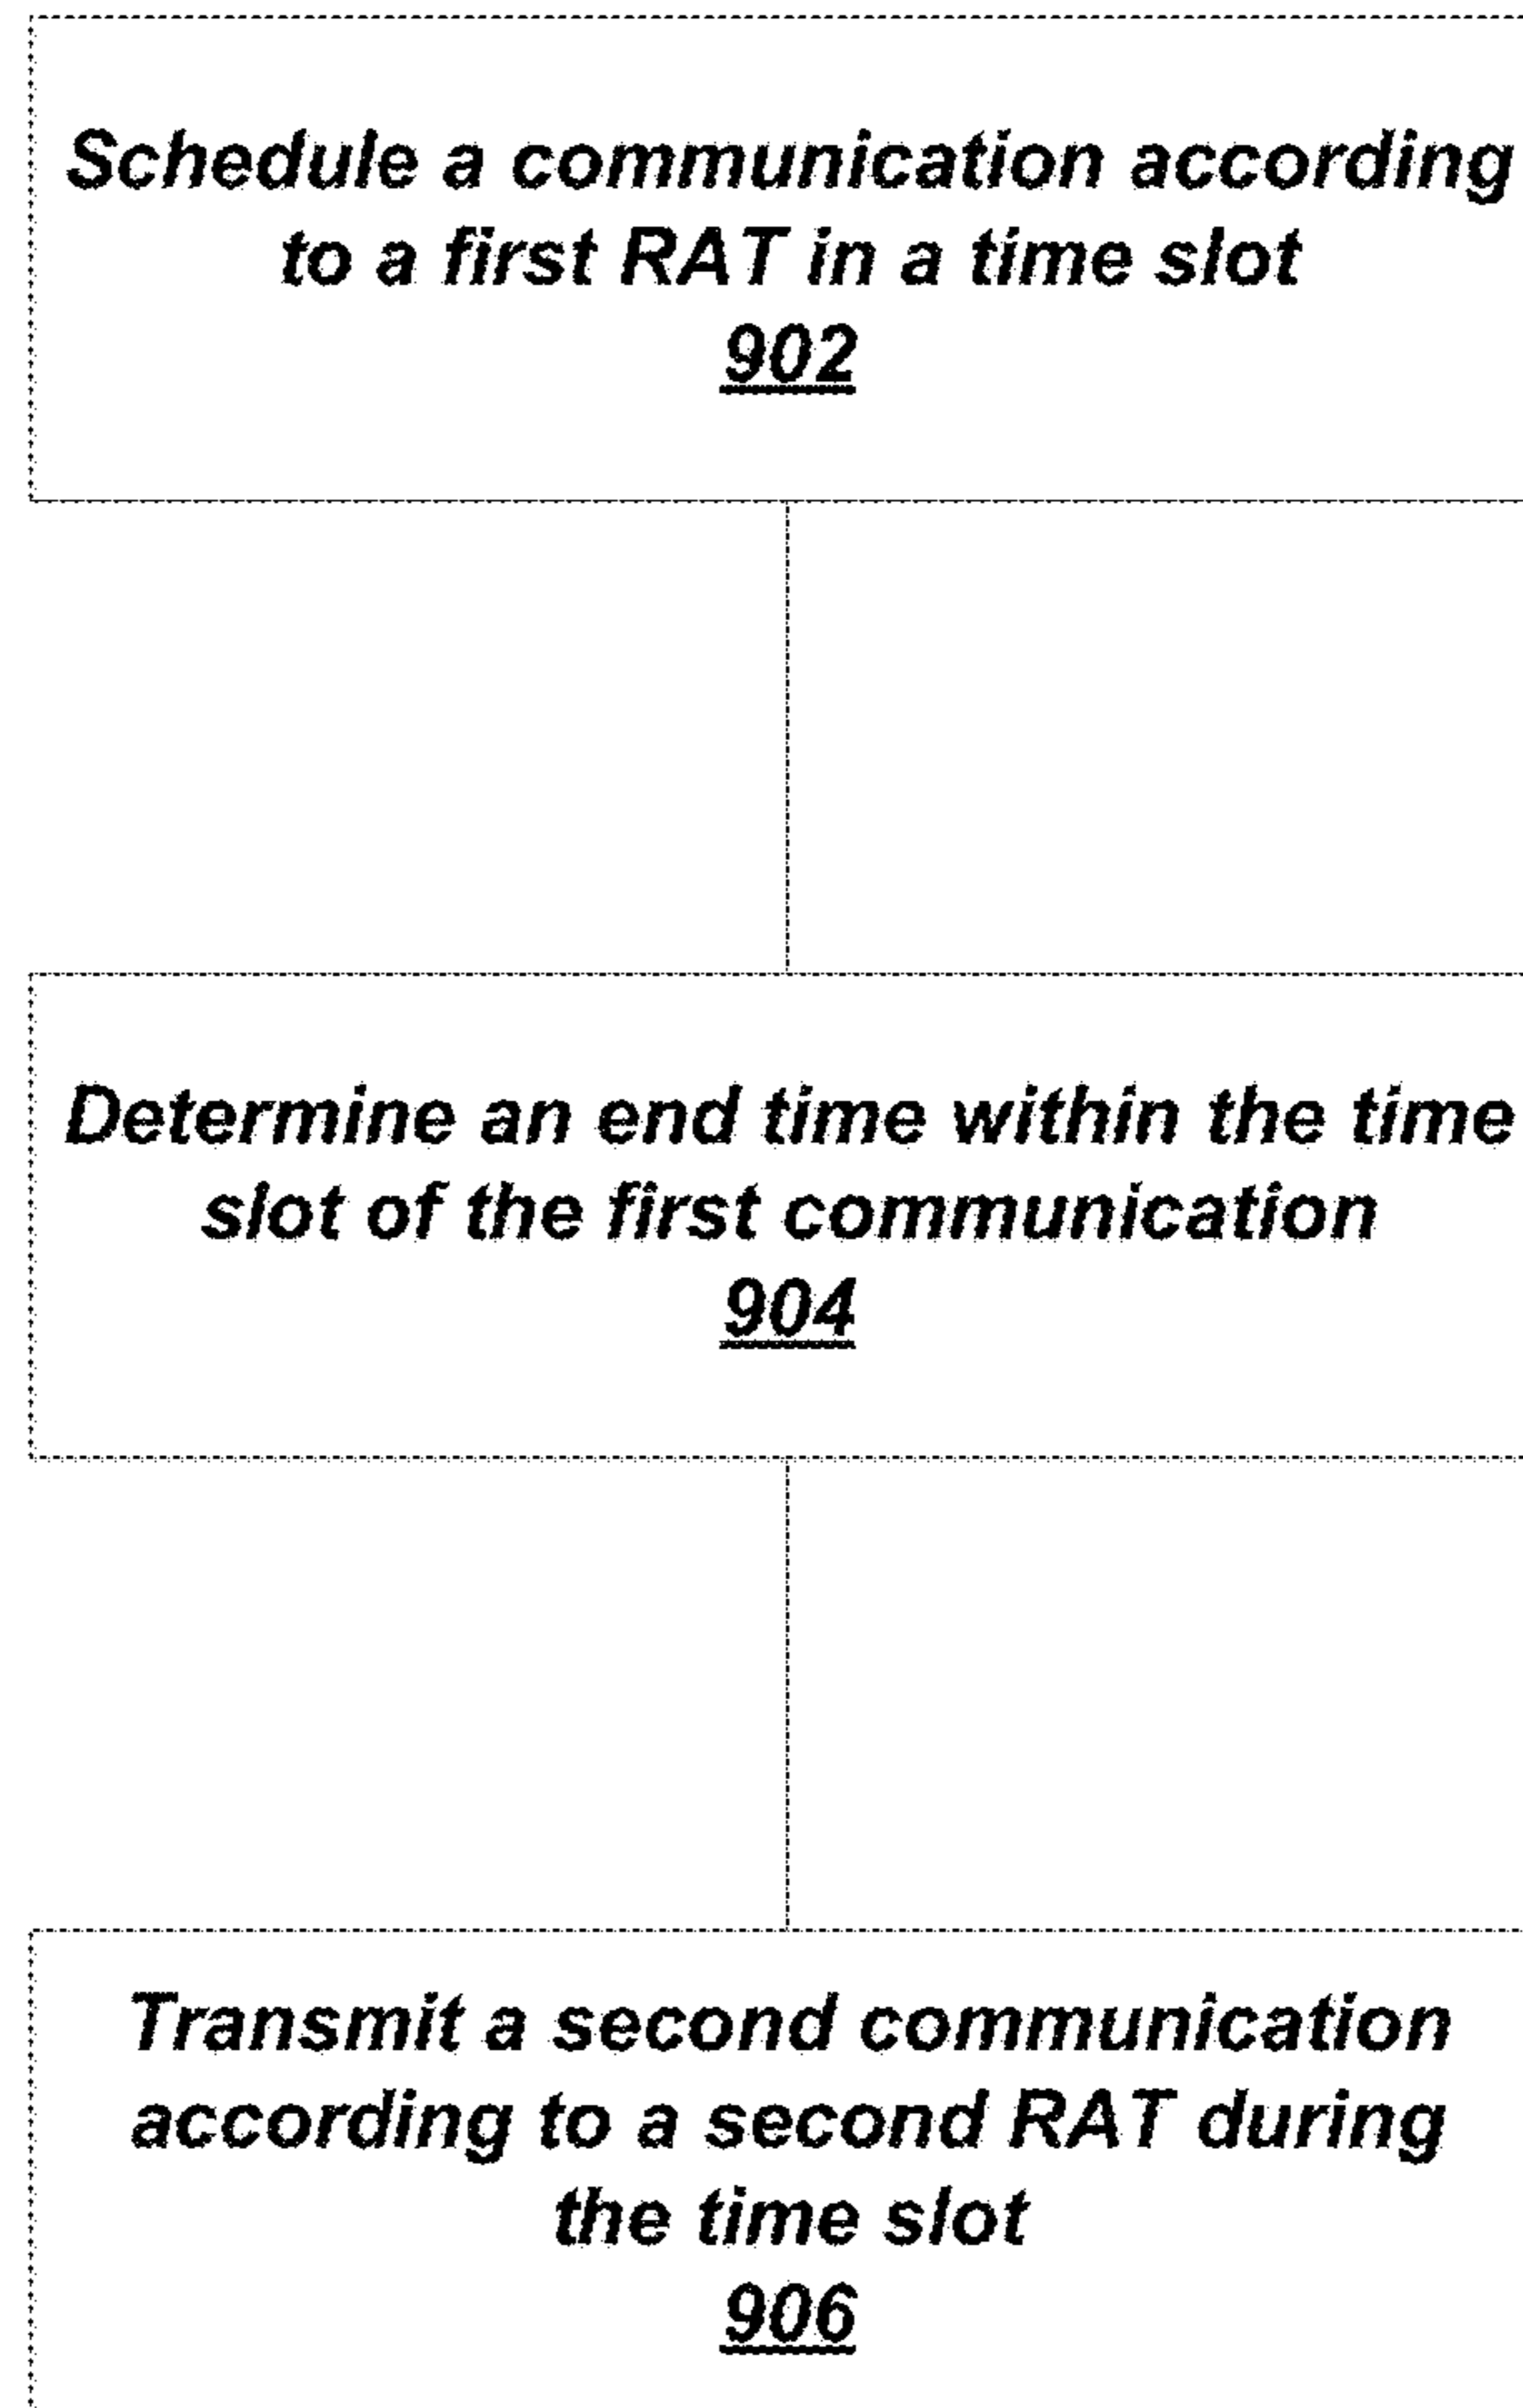 Schedule a communication according
to a first RAT in a time slot
902
Determine an end time within the time
slot of the first communication
904
Transmit a second communication
according to a second RAT during
the time slot
906